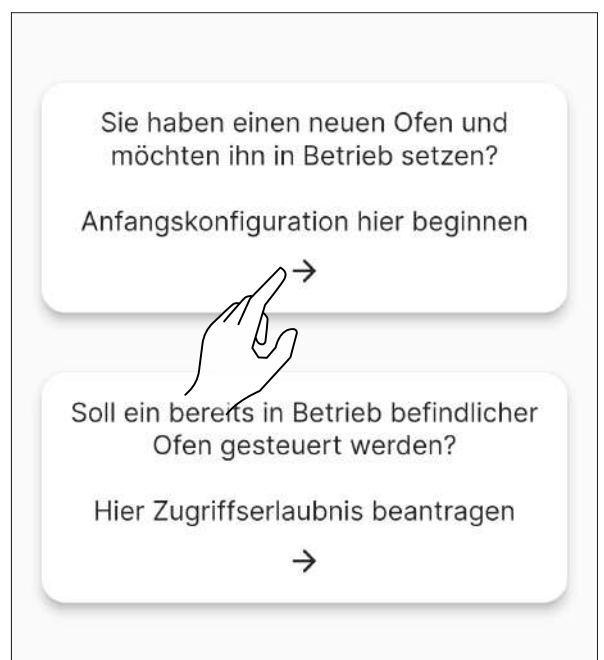 Sie haben einen neuen Ofen und
möchten ihn in Betrieb setzen?
Anfangskonfiguration hier beginnen
Soll ein bereits in Betrieb befindlicher
Ofen gesteuert werden?
Hier Zugriffserlaubnis beantragen